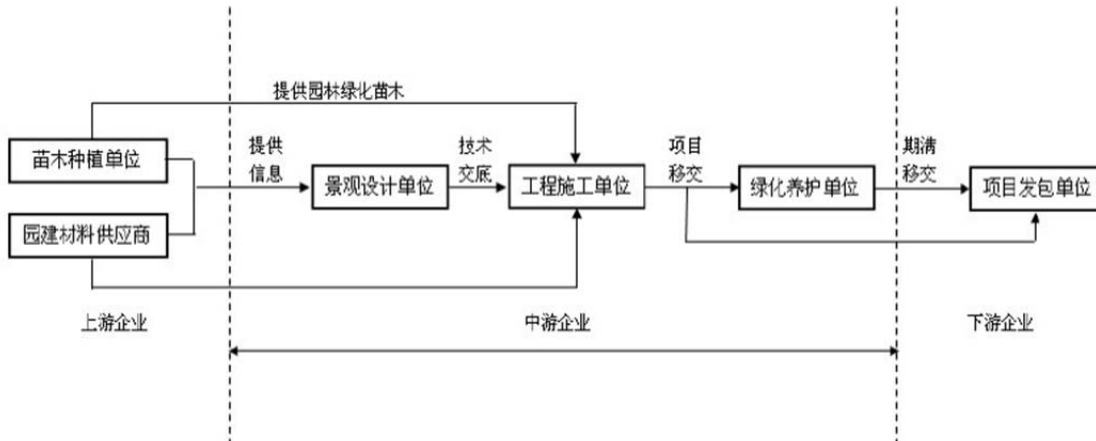 提供园林绿化苗木
苗木种植单位
提供
信息
景观设计单位
技术
交底
工程施工单位
项目
移交
绿化养护单位
期满
移交
项目发包单位
园建材料供应商
上游企业
中游企业
下游企业